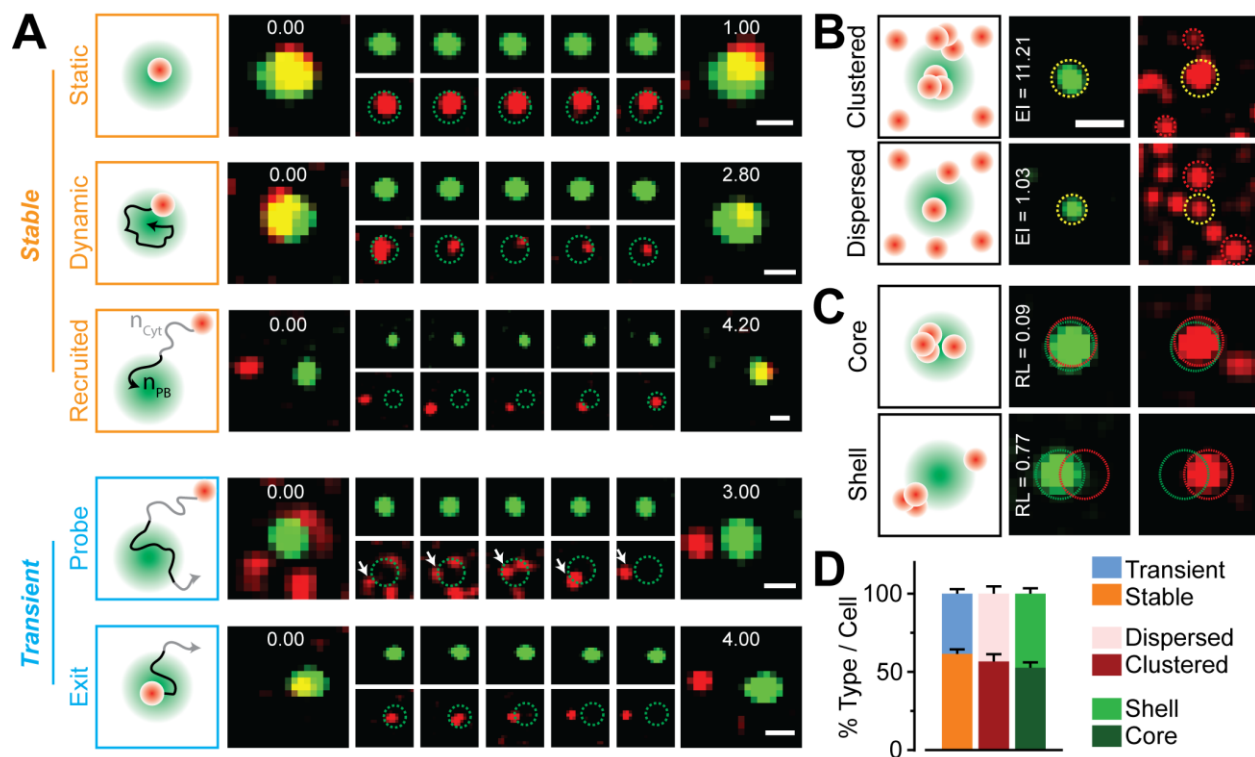 A
Stable
Static
0.00
1.00
Dynamic
0.00
2.80
Recruited
n_Cyt
n_PB
0.00
4.20
Transient
Probe
0.00
3.00
Exit
0.00
4.00
B
Clustered
EI = 11.21
Dispersed
EI = 1.03
C
Core
RL = 0.09
Shell
RL = 0.77
D
% Type / Cell
100
50
0
Transient
Stable
Dispersed
Clustered
Shell
Core